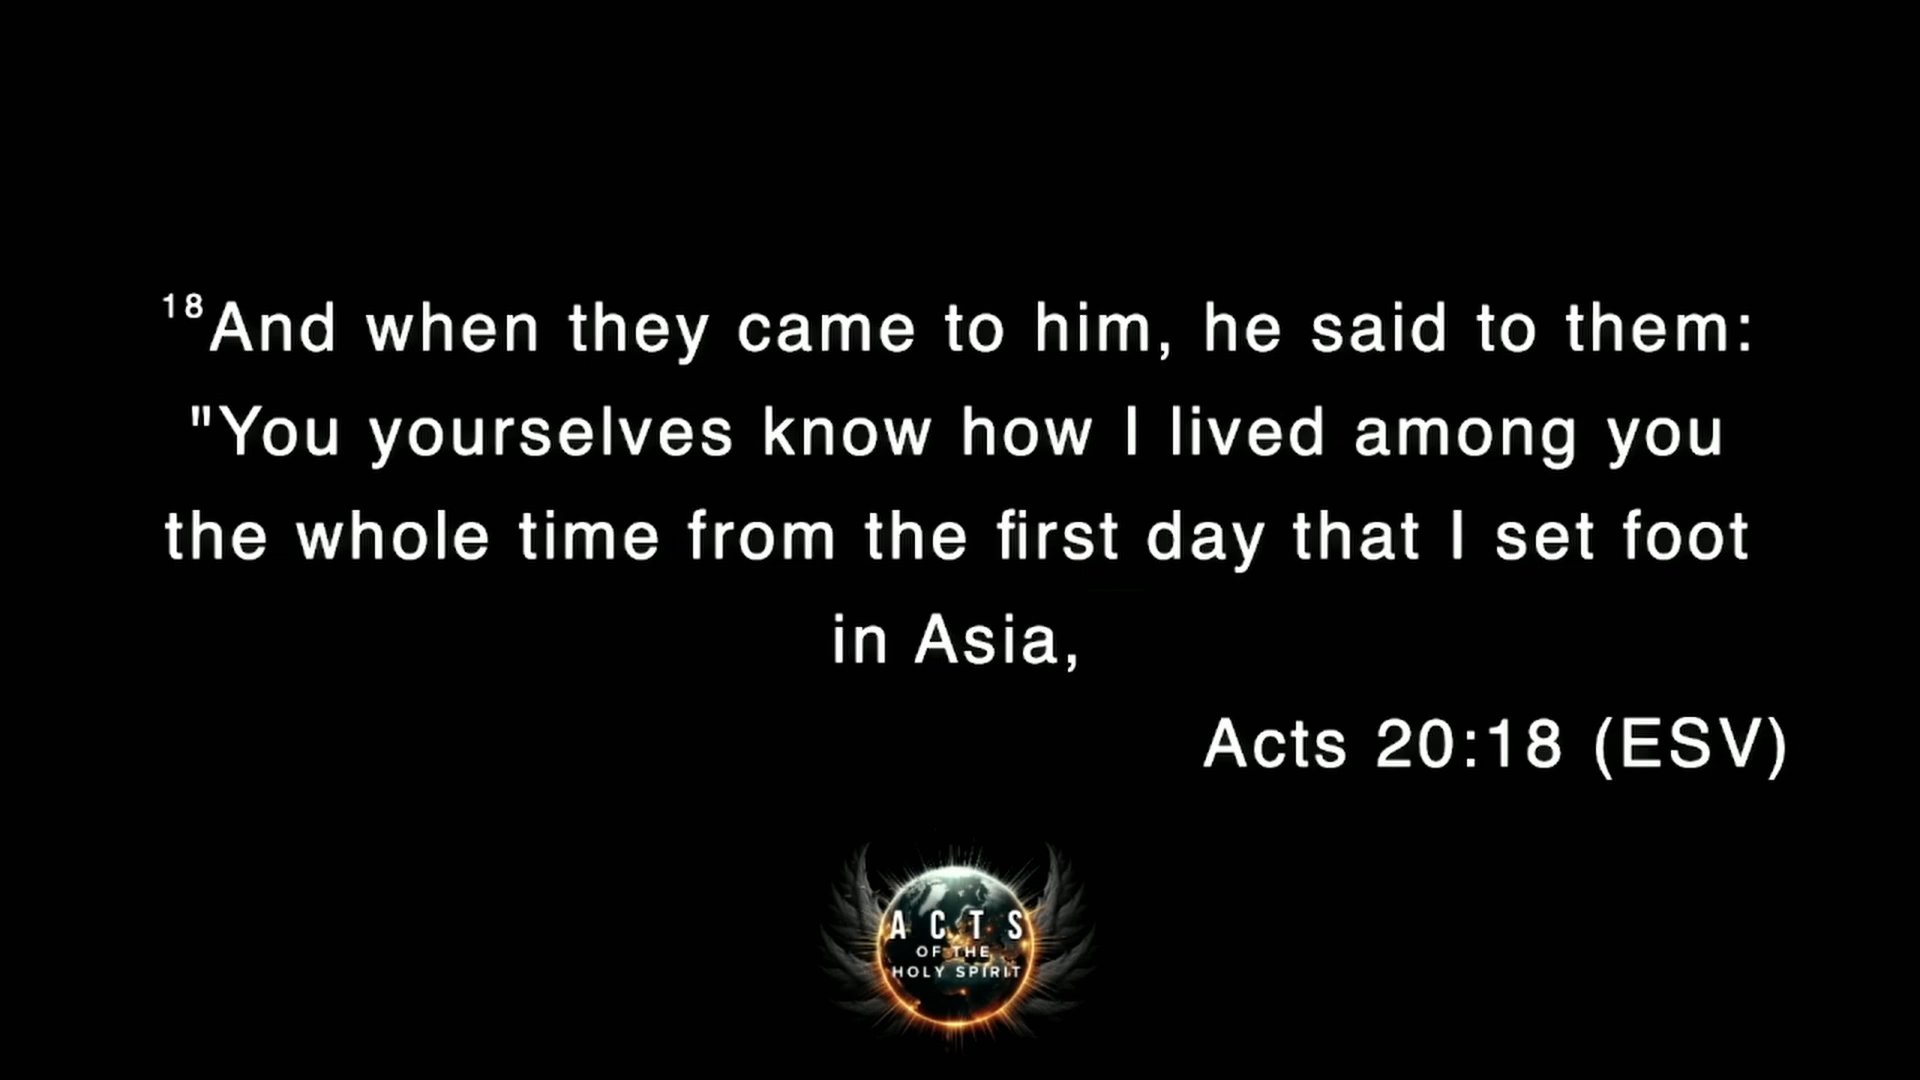 18And when they came to him, he said to them:
"You yourselves know how I lived among you
the whole time from the first day that I set foot
in Asia,
Acts 20:18 (ESV)
ACTS
OF THE
HOLY SPIRIT